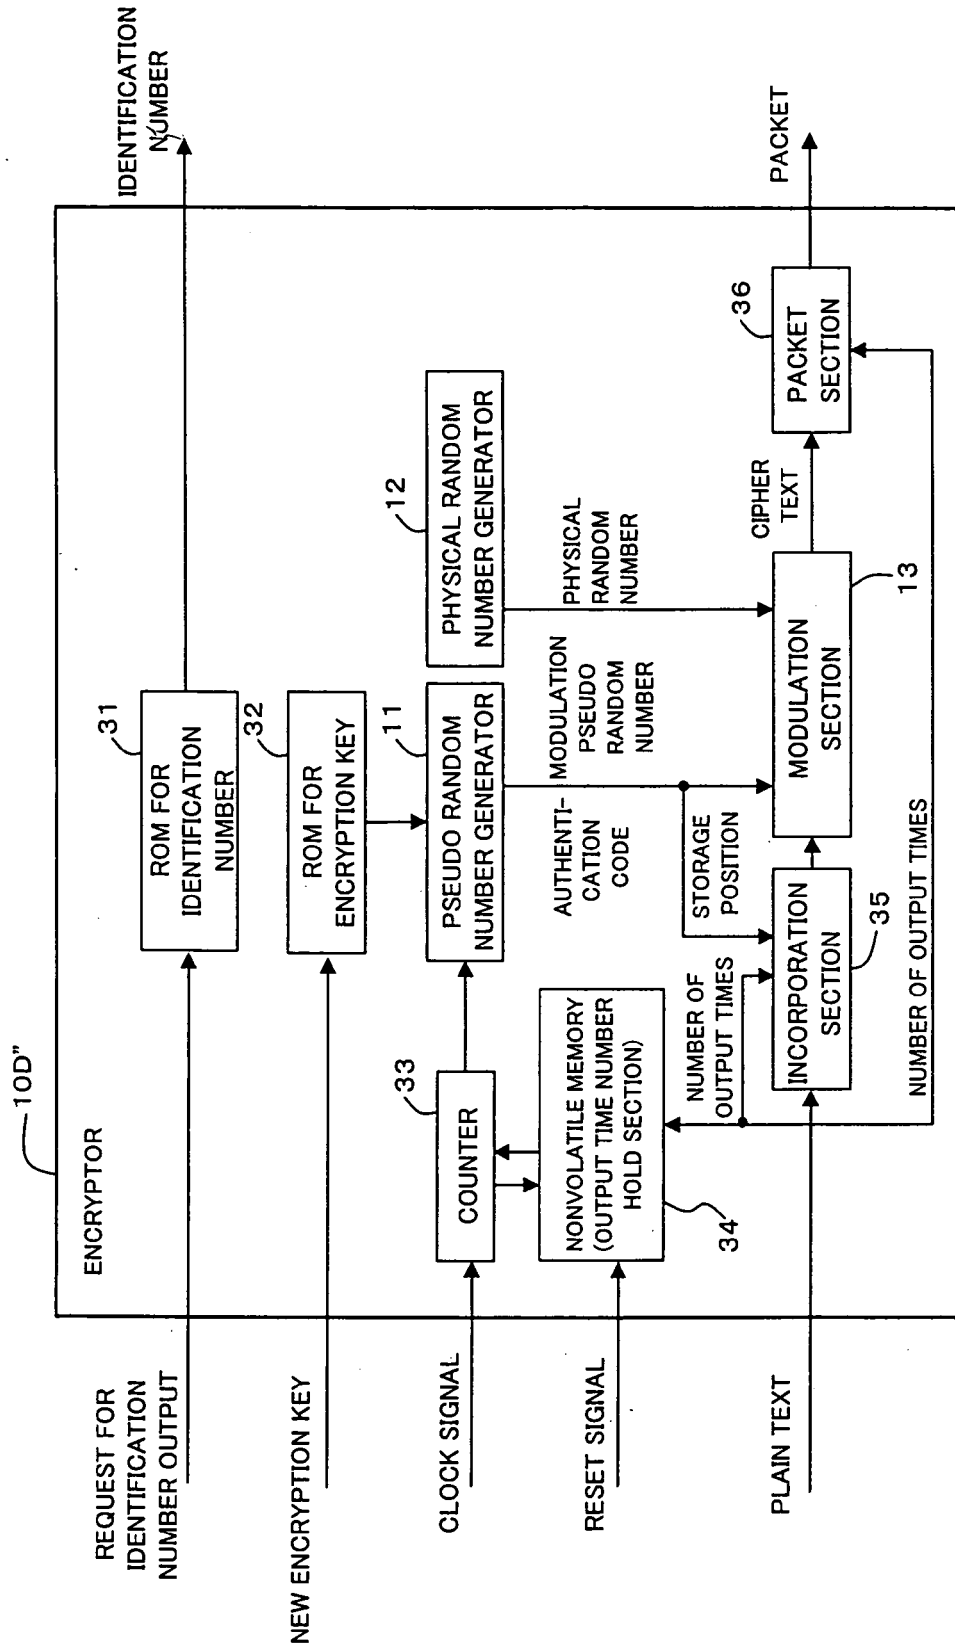 10D"
ENCRYPTOR
REQUEST FOR
IDENTIFICATION
NUMBER OUTPUT
31
ROM FOR
IDENTIFICATION
NUMBER
IDENTIFICATION
NUMBER
NEW ENCRYPTION KEY
32
ROM FOR
ENCRYPTION KEY
CLOCK SIGNAL
33
COUNTER
11
PSEUDO RANDOM
NUMBER GENERATOR
12
PHYSICAL RANDOM
NUMBER GENERATOR
RESET SIGNAL
NONVOLATILE MEMORY
(OUTPUT TIME NUMBER
HOLD SECTION)
34
AUTHENTI-
CATION
CODE
MODULATION
PSEUDO
RANDOM
NUMBER
PHYSICAL
RANDOM
NUMBER
NUMBER OF
OUTPUT TIMES
STORAGE
POSITION
CIPHER
TEXT
36
PLAIN TEXT
INCORPORATION
SECTION
35
MODULATION
SECTION
13
PACKET
SECTION
PACKET
NUMBER OF OUTPUT TIMES